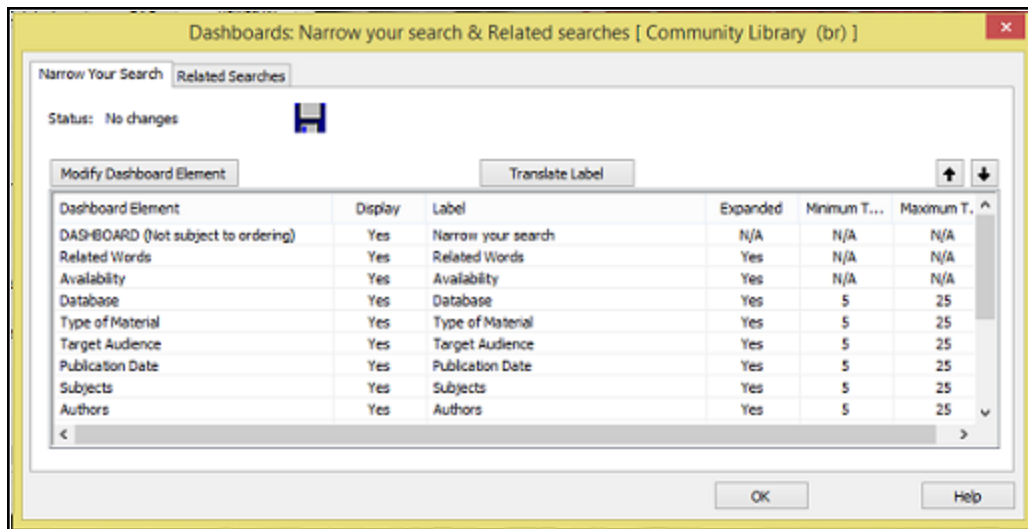 Dashboards: Narrow your search & Related searches [ Community Library (br) ]
Narrow Your Search Related Searches
Status: No changes
Modify Dashboard Element Translate Label
Dashboard Element Display Label Expanded Minimum T... Maximum T.
DASHBOARD (Not subject to ordering) Yes Narrow your search N/A N/A N/A
Related Words Yes Related Words Yes N/A N/A
Availability Yes Availability Yes N/A N/A
Database Yes Database Yes 5 25
Type of Material Yes Type of Material Yes 5 25
Target Audience Yes Target Audience Yes 5 25
Publication Date Yes Publication Date Yes 5 25
Subjects Yes Subjects Yes 5 25
Authors Yes Authors Yes 5 25
OK Help